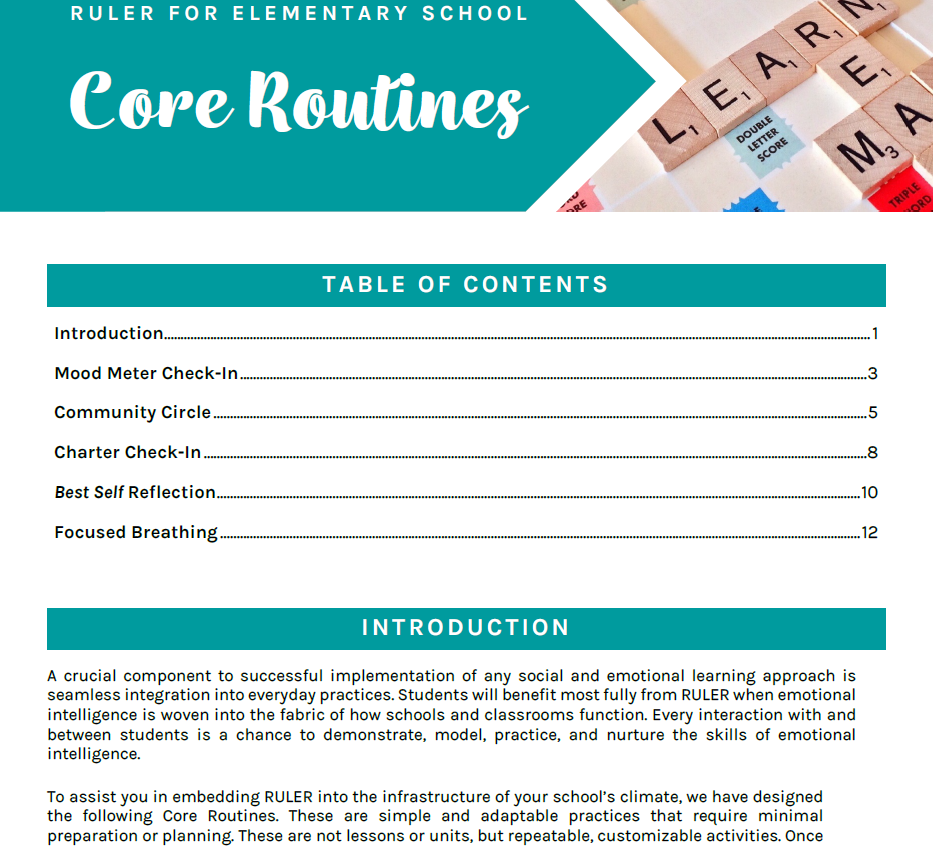 RULER FOR ELEMENTARY SCHOOL
Core Routines
L1 E1 A1 R1 N1
E1
M3 A
DOUBLE
LETTER
SCORE
TRIPLE
TABLE OF CONTENTS
Introduction 1
Mood Meter Check-In 3
Community Circle 5
Charter Check-In 8
Best Self Reflection 10
Focused Breathing 12
INTRODUCTION
A crucial component to successful implementation of any social and emotional learning approach is
seamless integration into everyday practices. Students will benefit most fully from RULER when emotional
intelligence is woven into the fabric of how schools and classrooms function. Every interaction with and
between students is a chance to demonstrate, model, practice, and nurture the skills of emotional
intelligence.
To assist you in embedding RULER into the infrastructure of your school’s climate, we have designed
the following Core Routines. These are simple and adaptable practices that require minimal
preparation or planning. These are not lessons or units, but repeatable, customizable activities. Once